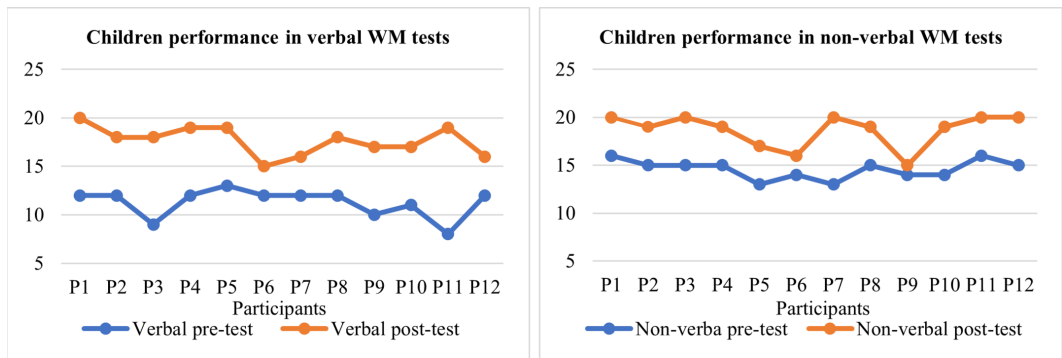 Children performance in verbal WM tests
25
20
15
10
5
P1 P2 P3 P4 P5 P6 P7 P8 P9 P10 P11 P12
Participants
Verbal pre-test Verbal post-test
Children performance in non-verbal WM tests
25
20
15
10
5
P1 P2 P3 P4 P5 P6 P7 P8 P9 P10 P11 P12
Participants
Non-verba pre-test Non-verbal post-test